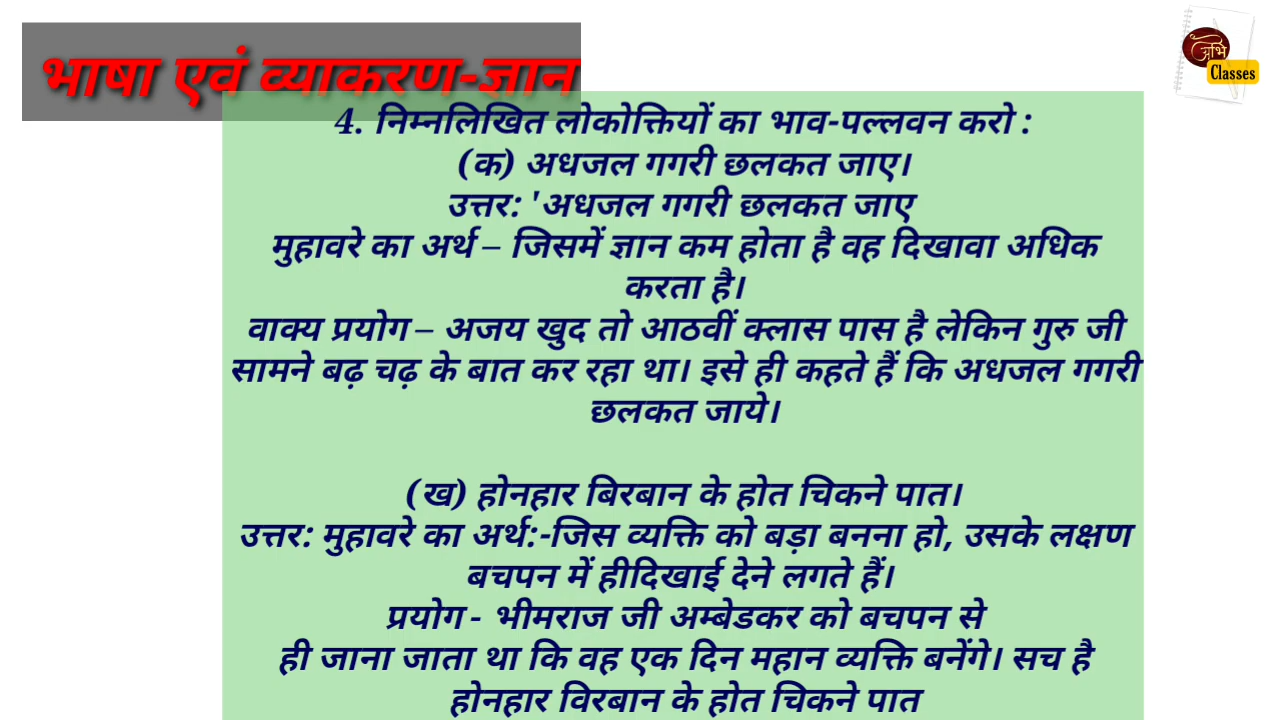 भाषा एवं व्याकरण-ज्ञान
अभि
Classes
4. निम्नलिखित लोकोक्तियों का भाव-पल्लवन करो :
(क) अधजल गगरी छलकत जाए।
उत्तर: 'अधजल गगरी छलकत जाए
मुहावरे का अर्थ – जिसमें ज्ञान कम होता है वह दिखावा अधिक
करता है।
वाक्य प्रयोग – अजय खुद तो आठवीं क्लास पास है लेकिन गुरु जी
सामने बढ़ चढ़ के बात कर रहा था। इसे ही कहते हैं कि अधजल गगरी
छलकत जाये।
(ख) होनहार बिरबान के होत चिकने पात।
उत्तर: मुहावरे का अर्थ:-जिस व्यक्ति को बड़ा बनना हो, उसके लक्षण
बचपन में हीदिखाई देने लगते हैं।
प्रयोग - भीमराज जी अम्बेडकर को बचपन से
ही जाना जाता था कि वह एक दिन महान व्यक्ति बनेंगे। सच है
होनहार विरबान के होत चिकने पात